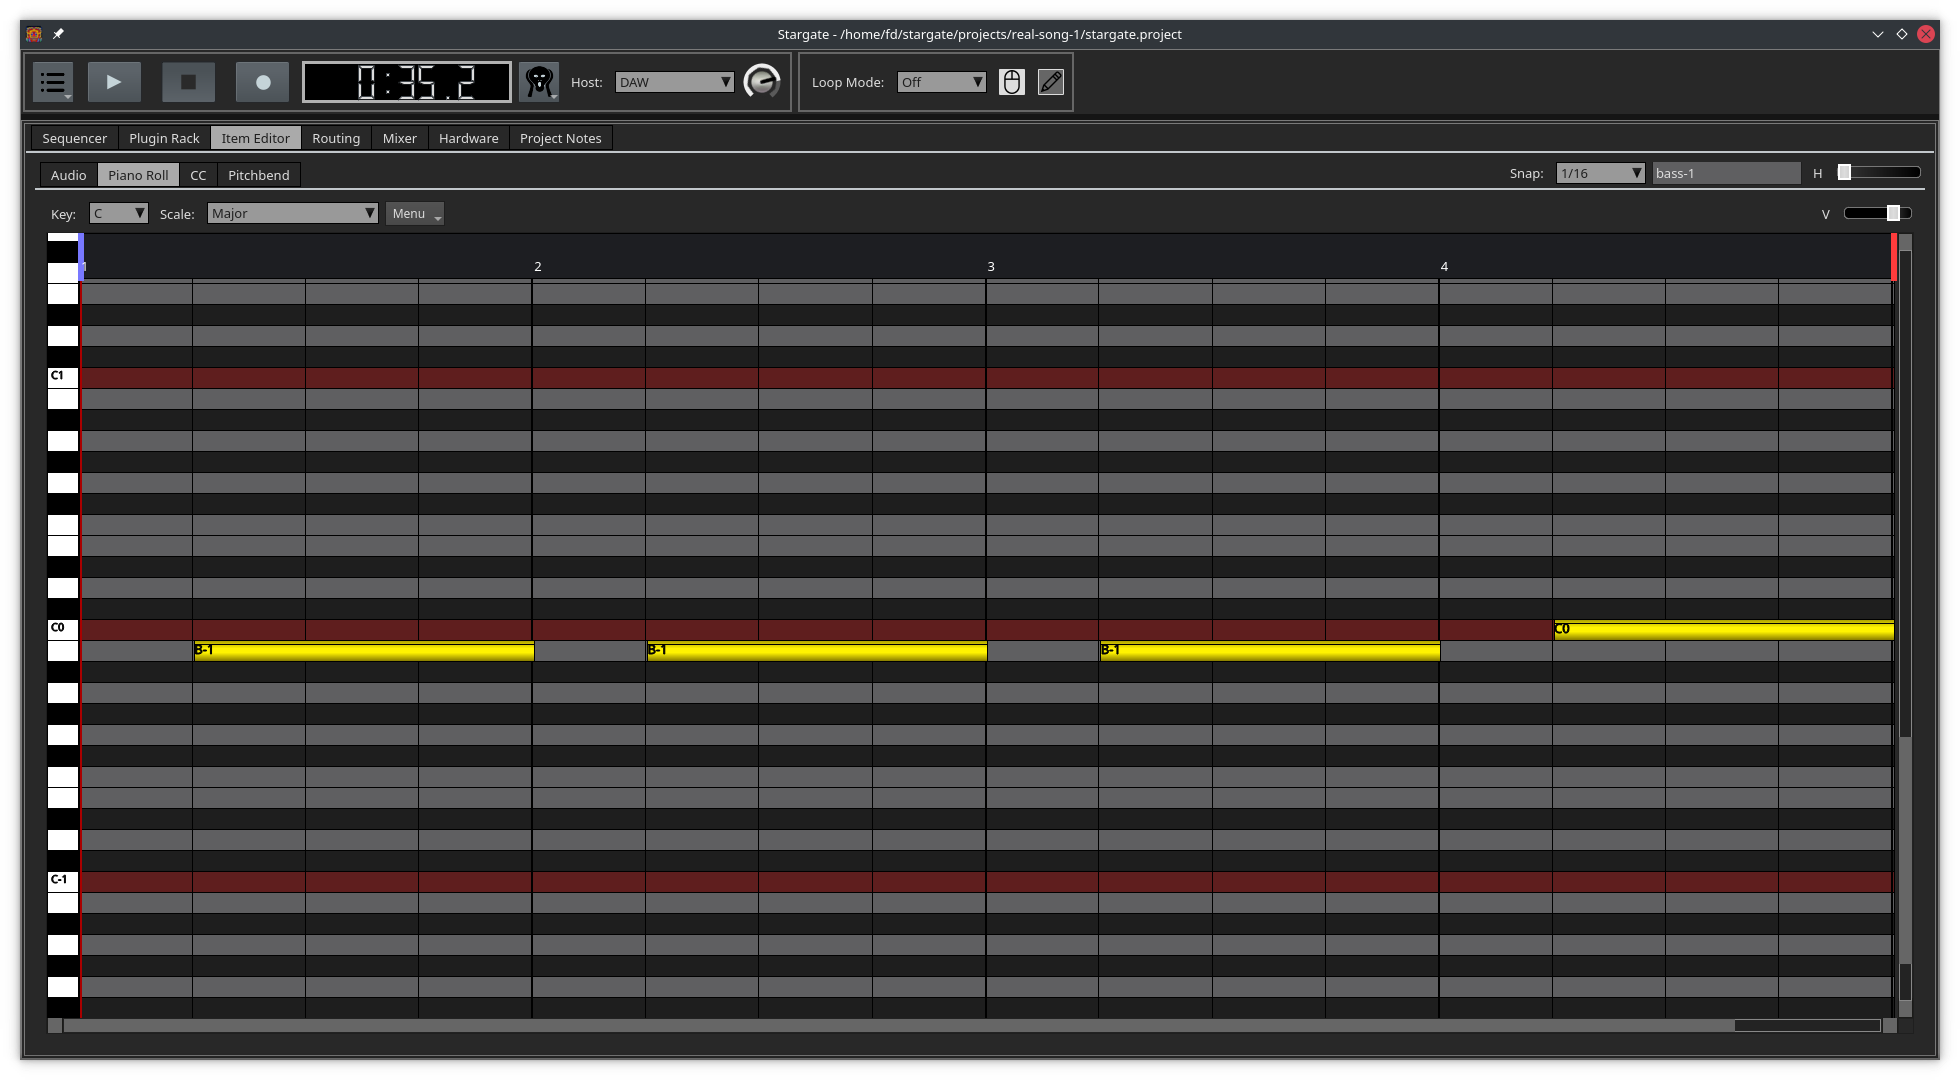 Stargate - /home/fd/stargate/projects/real-song-1/stargate.project
0:35.2 Host: DAW Loop Mode: Off
Sequencer Plugin Rack Item Editor Routing Mixer Hardware Project Notes
Audio Piano Roll CC Pitchbend Snap: 1/16 bass-1 H
Key: C Scale: Major Menu V
1 2 3 4
C1
C0 C0
B-1 B-1 B-1
C-1